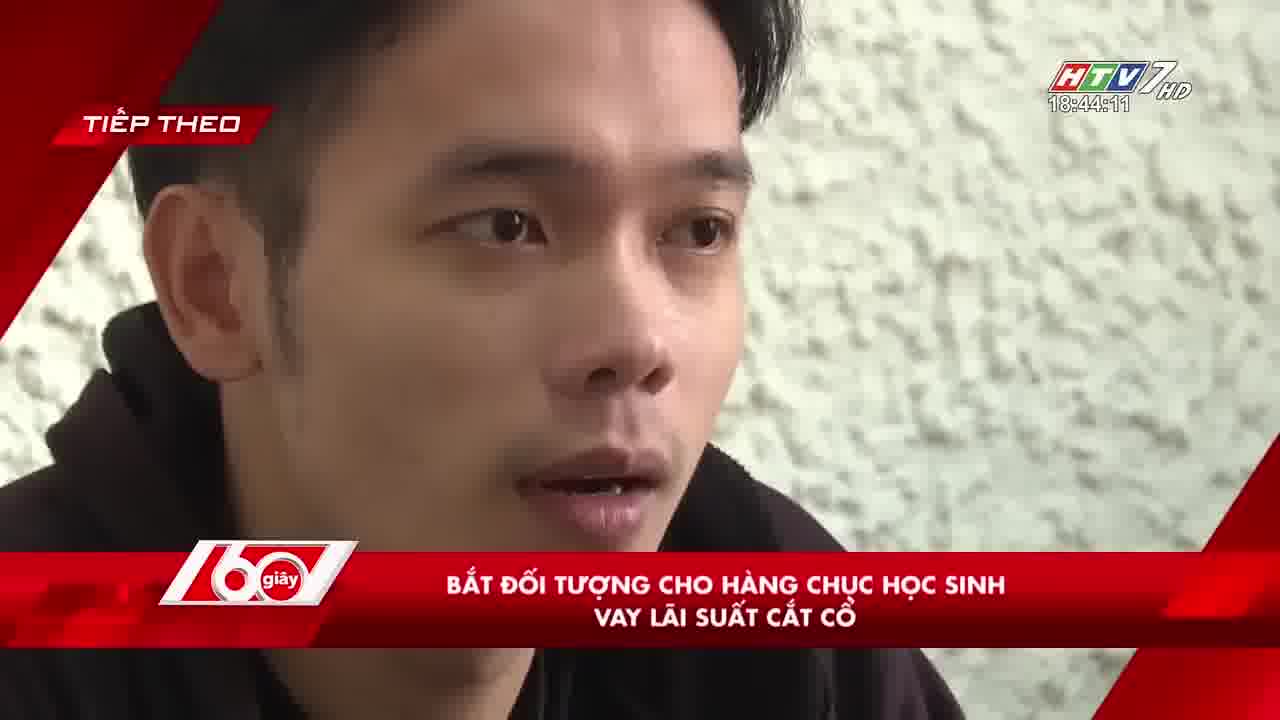 HTV7 HD
18:44:11
TIẾP THEO
60 giây
BẮT ĐỐI TƯỢNG CHO HÀNG CHỤC HỌC SINH
VAY LÃI SUẤT CẮT CỔ